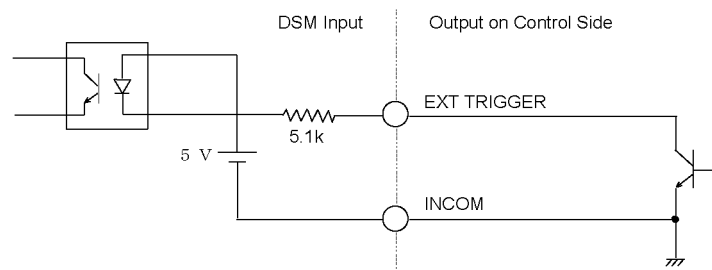 DSM Input
Output on Control Side
EXT TRIGGER
5.1k
5 V
INCOM